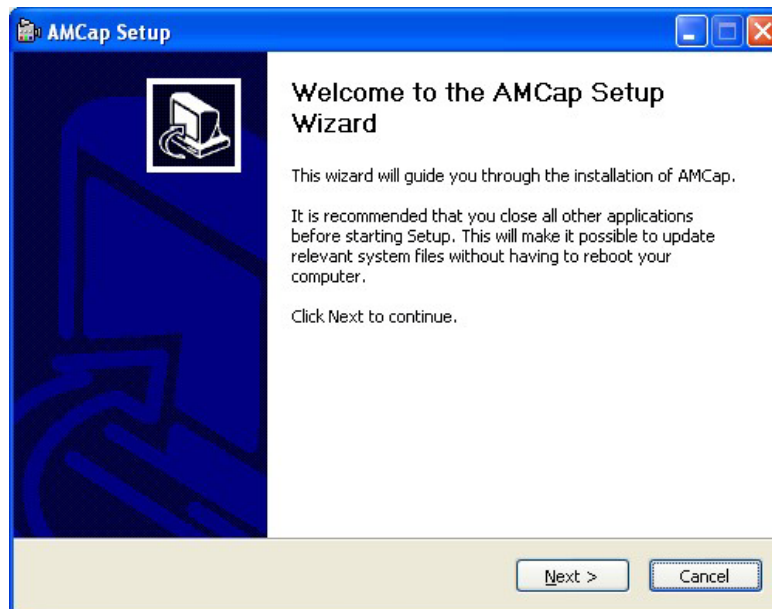 AMCap Setup
Welcome to the AMCap Setup
Wizard
This wizard will guide you through the installation of AMCap.
It is recommended that you close all other applications
before starting Setup. This will make it possible to update
relevant system files without having to reboot your
computer.
Click Next to continue.
Next >
Cancel